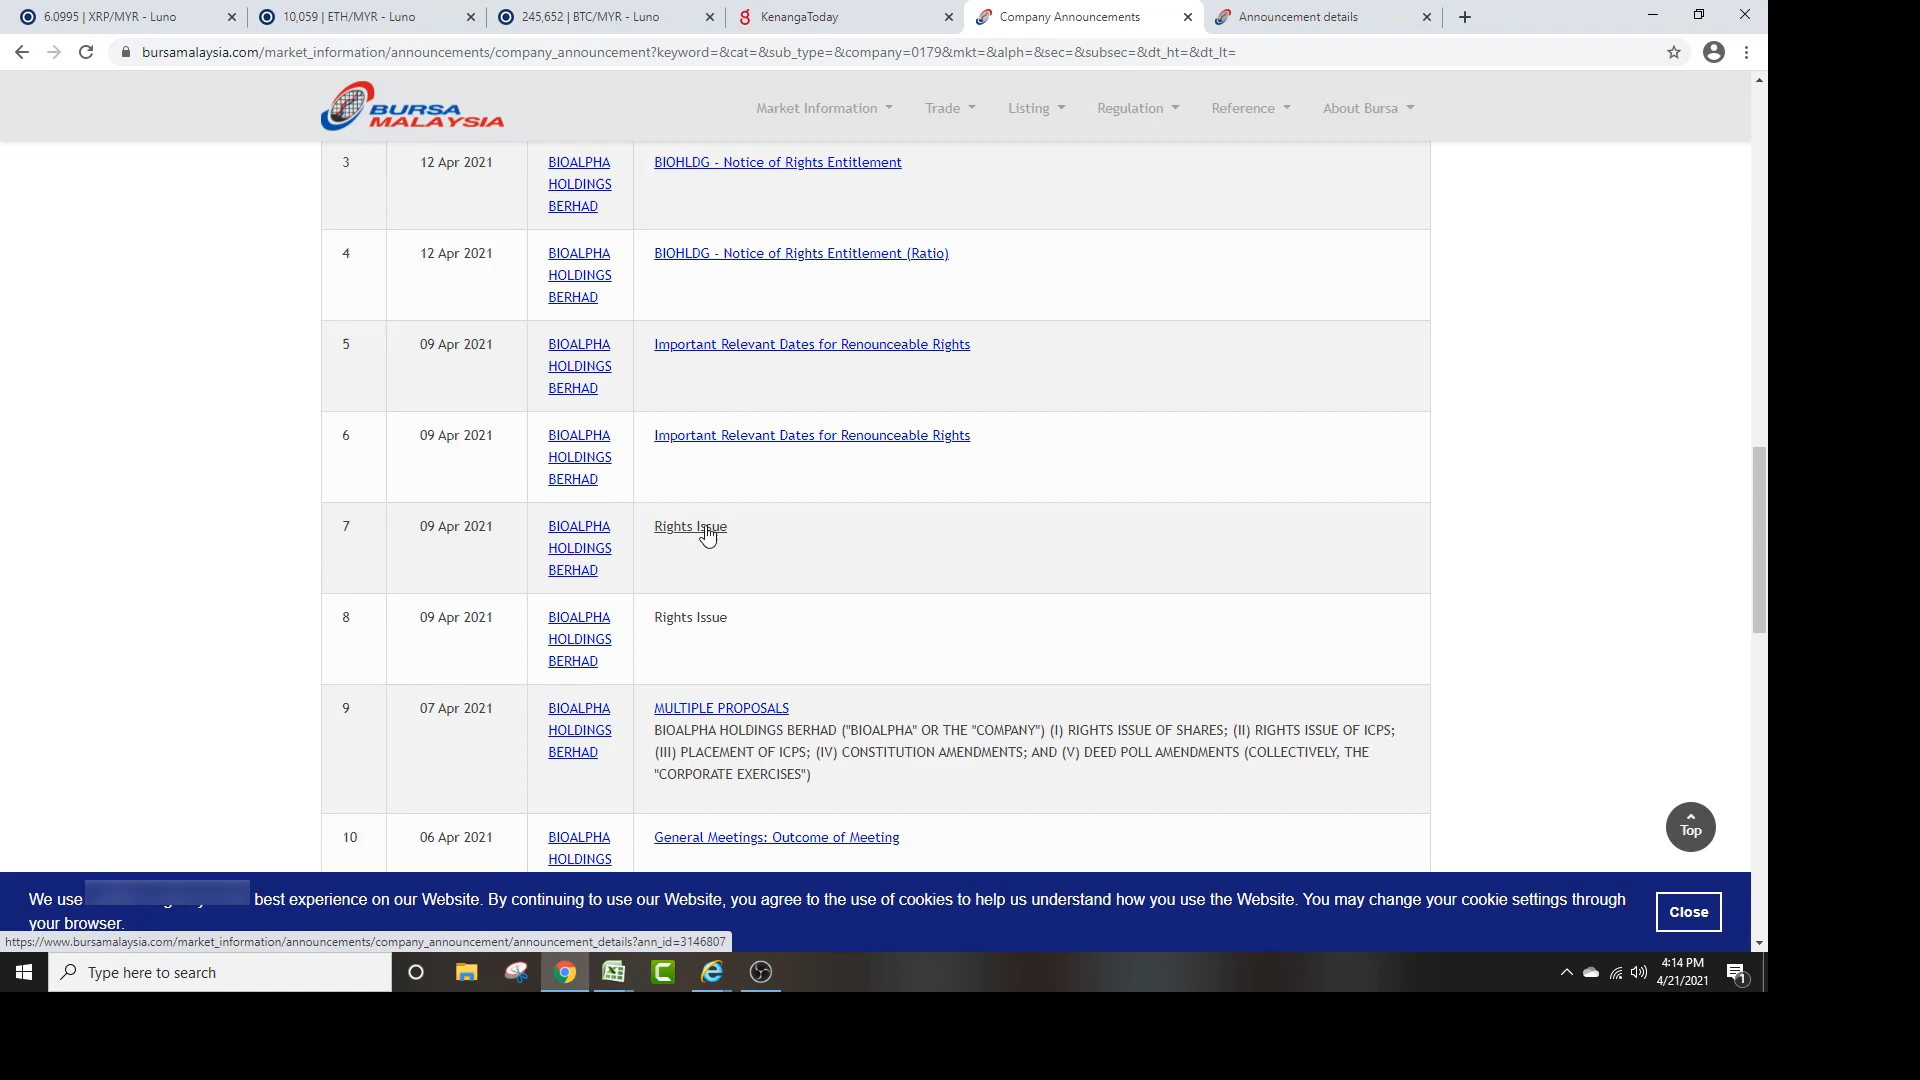 6.0995 | XRP/MYR - Luno
10,059 | ETH/MYR - Luno
245,652 | BTC/MYR - Luno
KenangaToday
Company Announcements
Announcement details
bursamalaysia.com/market_information/announcements/company_announcement?keyword=&cat=&sub_type=&company=0179&mkt=&alph=&sec=&subsec=&dt_ht=&dt_lt=
BURSA
MALAYSIA
Market Information
Trade
Listing
Regulation
Reference
About Bursa
3
12 Apr 2021
BIOALPHA
HOLDINGS
BERHAD
BIOHLDG - Notice of Rights Entitlement
4
12 Apr 2021
BIOALPHA
HOLDINGS
BERHAD
BIOHLDG - Notice of Rights Entitlement (Ratio)
5
09 Apr 2021
BIOALPHA
HOLDINGS
BERHAD
Important Relevant Dates for Renounceable Rights
6
09 Apr 2021
BIOALPHA
HOLDINGS
BERHAD
Important Relevant Dates for Renounceable Rights
7
09 Apr 2021
BIOALPHA
HOLDINGS
BERHAD
Rights Issue
8
09 Apr 2021
BIOALPHA
HOLDINGS
BERHAD
Rights Issue
9
07 Apr 2021
BIOALPHA
HOLDINGS
BERHAD
MULTIPLE PROPOSALS
BIOALPHA HOLDINGS BERHAD ("BIOALPHA" OR THE "COMPANY") (I) RIGHTS ISSUE OF SHARES; (II) RIGHTS ISSUE OF ICPS;
(III) PLACEMENT OF ICPS; (IV) CONSTITUTION AMENDMENTS; AND (V) DEED POLL AMENDMENTS (COLLECTIVELY, THE
"CORPORATE EXERCISES")
10
06 Apr 2021
BIOALPHA
HOLDINGS
General Meetings: Outcome of Meeting
Top
We use best experience on our Website. By continuing to use our Website, you agree to the use of cookies to help us understand how you use the Website. You may change your cookie settings through
your browser.
Close
https://www.bursamalaysia.com/market_information/announcements/company_announcement/announcement_details?ann_id=3146807
Type here to search
4:14 PM
4/21/2021
1